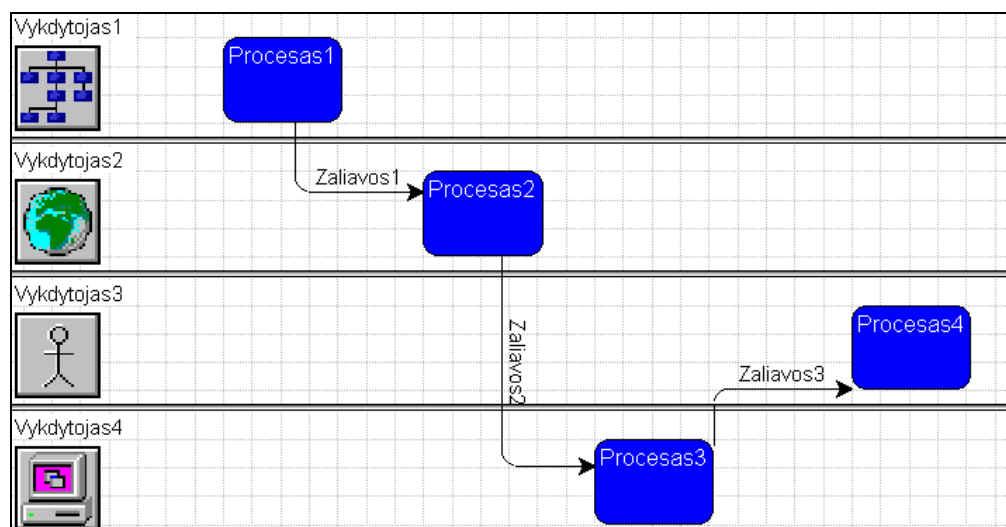 Vykdytojas1
Procesas1
Zaliavos1
Vykdytojas2
Procesas2
Zaliavos2
Vykdytojas3
Procesas4
Zaliavos3
Vykdytojas4
Procesas3